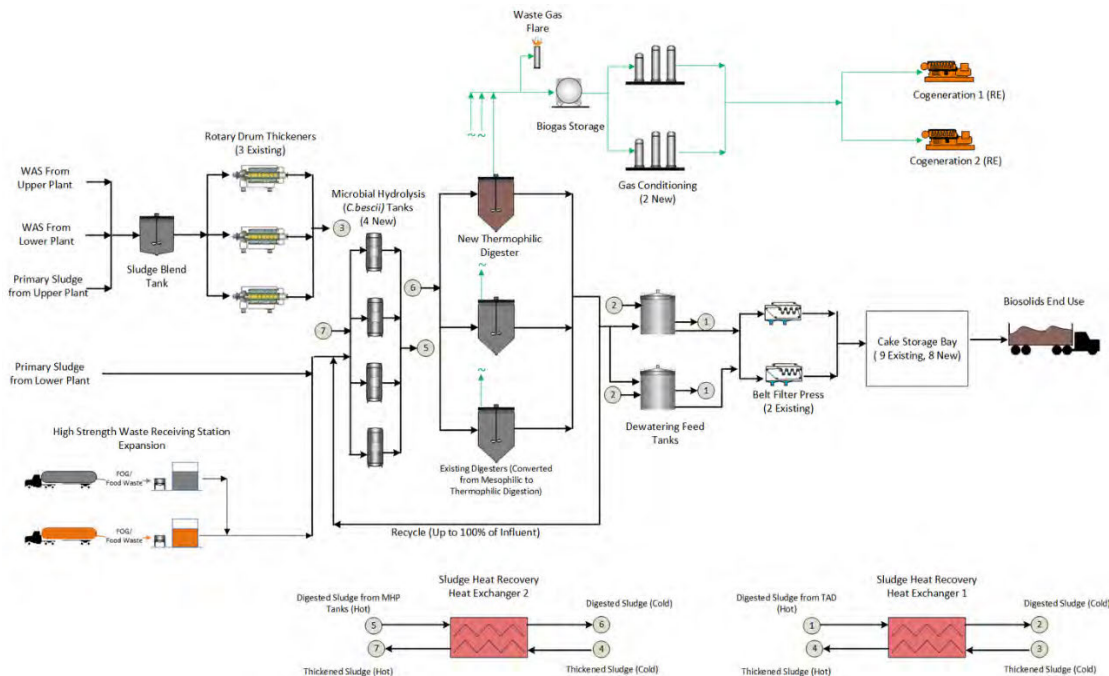 Waste Gas
Flare
Biogas Storage
Gas Conditioning
(2 New)
Cogeneration 1 (RE)
Cogeneration 2 (RE)
Rotary Drum Thickeners
(3 Existing)
WAS From
Upper Plant
WAS From
Lower Plant
Primary Sludge
from Upper Plant
Sludge Blend
Tank
3
Microbial Hydrolysis
(C.bescii) Tanks
(4 New)
7
5
6
New Thermophilic
Digester
Existing Digesters (Converted
from Mesophilic to
Thermophilic Digestion)
Primary Sludge
from Lower Plant
High Strength Waste Receiving Station
Expansion
FOG/
Food Waste
FOG/
Food Waste
Recycle (Up to 100% of Influent)
2
1
2
1
Dewatering Feed
Tanks
Belt Filter Press
(2 Existing)
Cake Storage Bay
( 9 Existing, 8 New)
Biosolids End Use
Sludge Heat Recovery
Heat Exchanger 2
Digested Sludge from MHP
Tanks (Hot)
5
Digested Sludge (Cold)
6
7
Thickened Sludge (Hot)
4
Thickened Sludge (Cold)
Sludge Heat Recovery
Heat Exchanger 1
Digested Sludge from TAD
(Hot)
1
Digested Sludge (Cold)
2
4
Thickened Sludge (Hot)
3
Thickened Sludge (Cold)